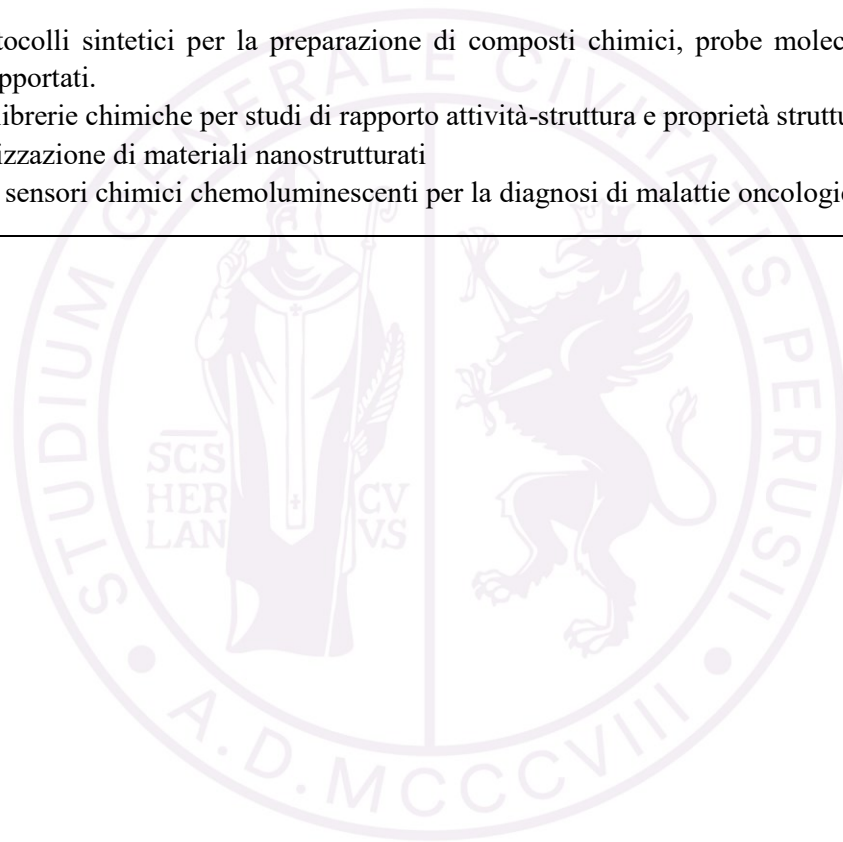 tocolli sintetici per la preparazione di composti chimici, probe molec
pportati.
librerie chimiche per studi di rapporto attività-struttura e proprietà struttu
izzazione di materiali nanostrutturati
sensori chimici chemoluminescenti per la diagnosi di malattie oncologi
STUDIUM GENERALE CIVITATIS PERUSII
SCS
HER
LAN
CV
VS
A.D. MCCCVIII